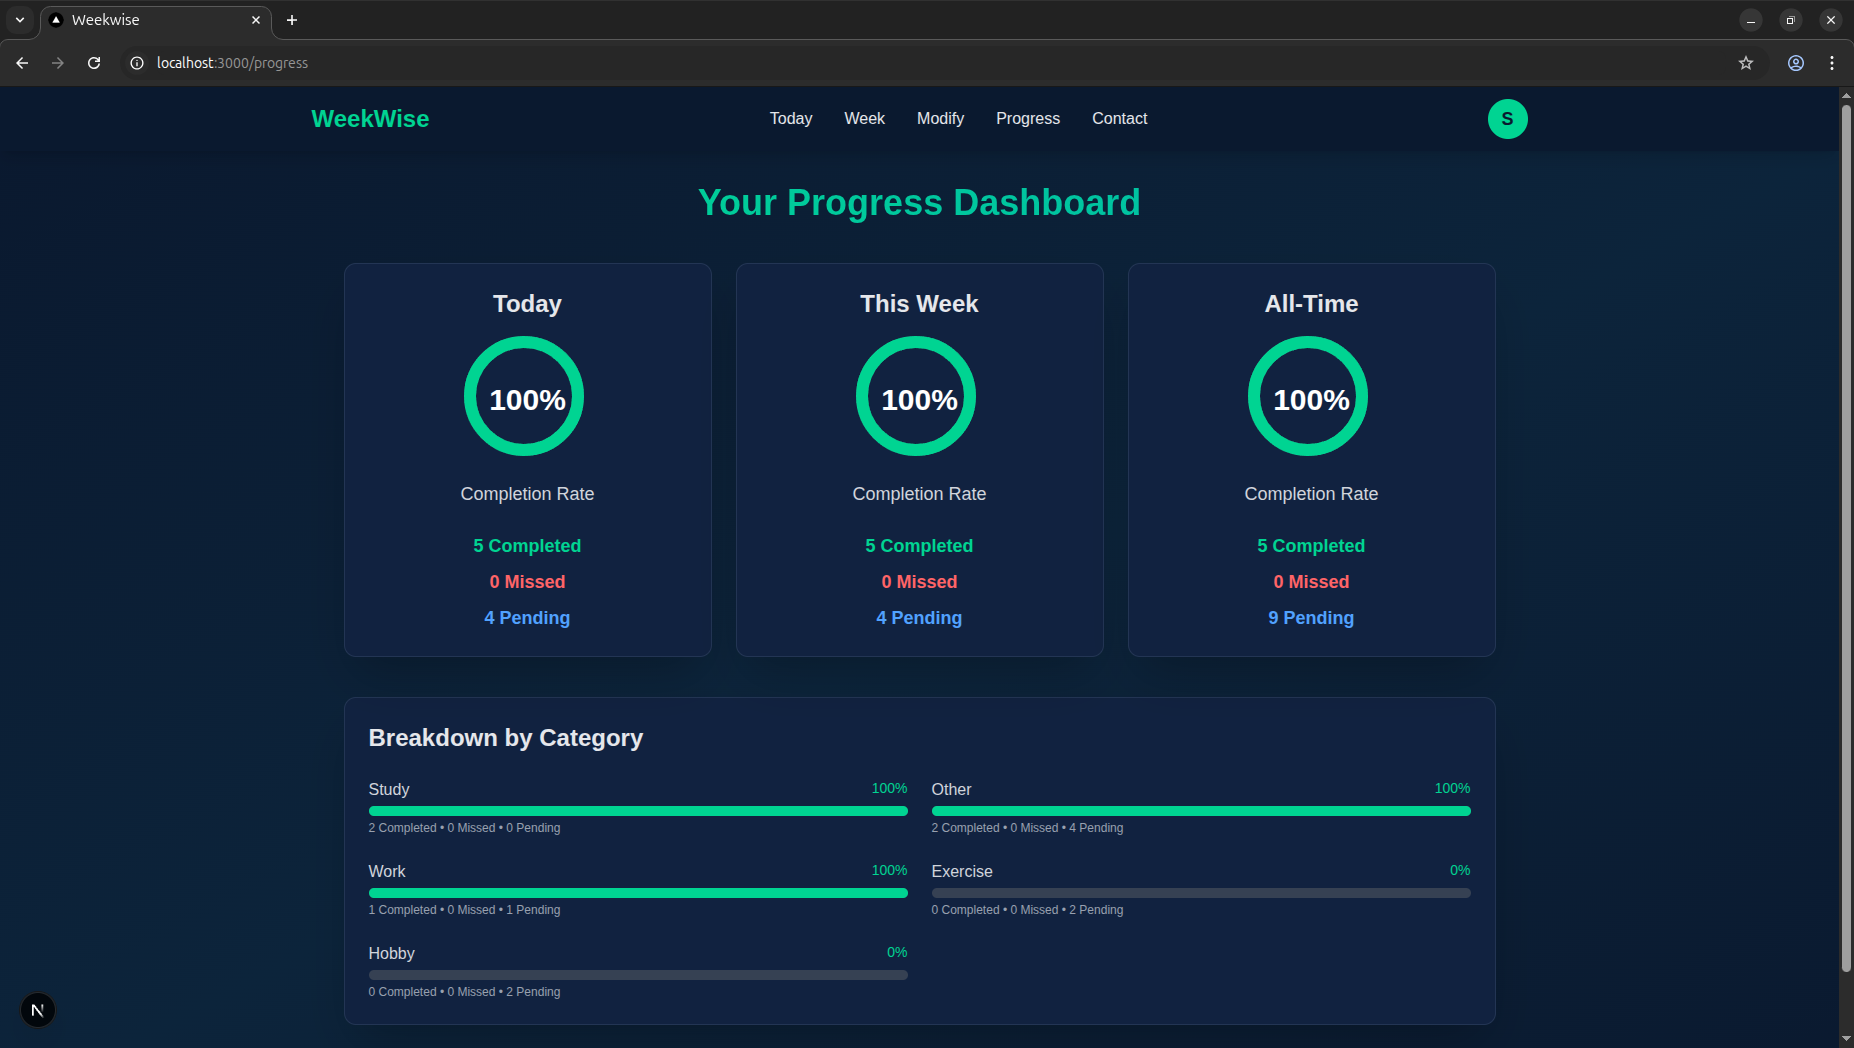 Weekwise
localhost:3000/progress
WeekWise
Today Week Modify Progress Contact
S
Your Progress Dashboard
Today
100%
Completion Rate
5 Completed
0 Missed
4 Pending
This Week
100%
Completion Rate
5 Completed
0 Missed
4 Pending
All-Time
100%
Completion Rate
5 Completed
0 Missed
9 Pending
Breakdown by Category
Study 100%
2 Completed • 0 Missed • 0 Pending
Other 100%
2 Completed • 0 Missed • 4 Pending
Work 100%
1 Completed • 0 Missed • 1 Pending
Exercise 0%
0 Completed • 0 Missed • 2 Pending
Hobby 0%
0 Completed • 0 Missed • 2 Pending
N